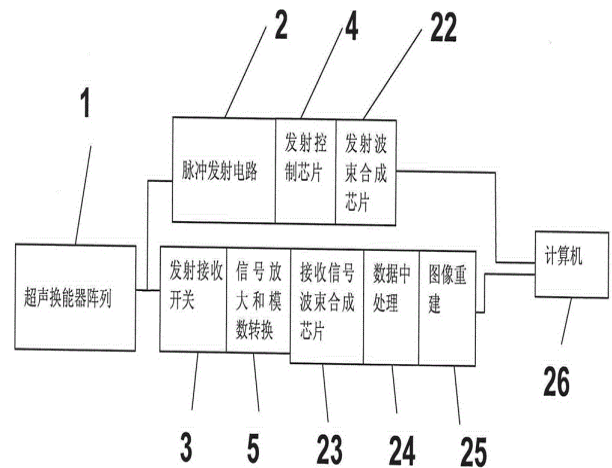 2
4
22
1
脉冲发射电路
发射控
制芯片
发射波
束合成
芯片
超声换能器阵列
发射接收
开关
信号放
大和模
数转换
接收信号
波束合成
芯片
数据中
处理
图像重
建
计算机
3
5
23
24
25
26